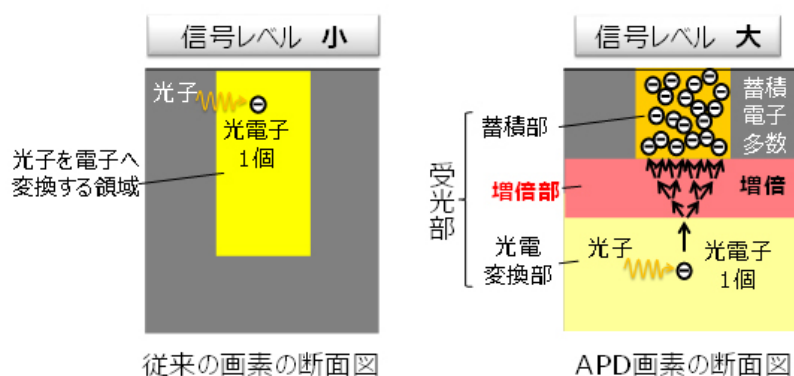 信号レベル 小
光子
光電子
1個
光子を電子へ
変換する領域
従来の画素の断面図
信号レベル 大
蓄積
電子
多数
蓄積部
増倍部
増倍
受光部
光電
変換部
光子
光電子
1個
APD画素の断面図